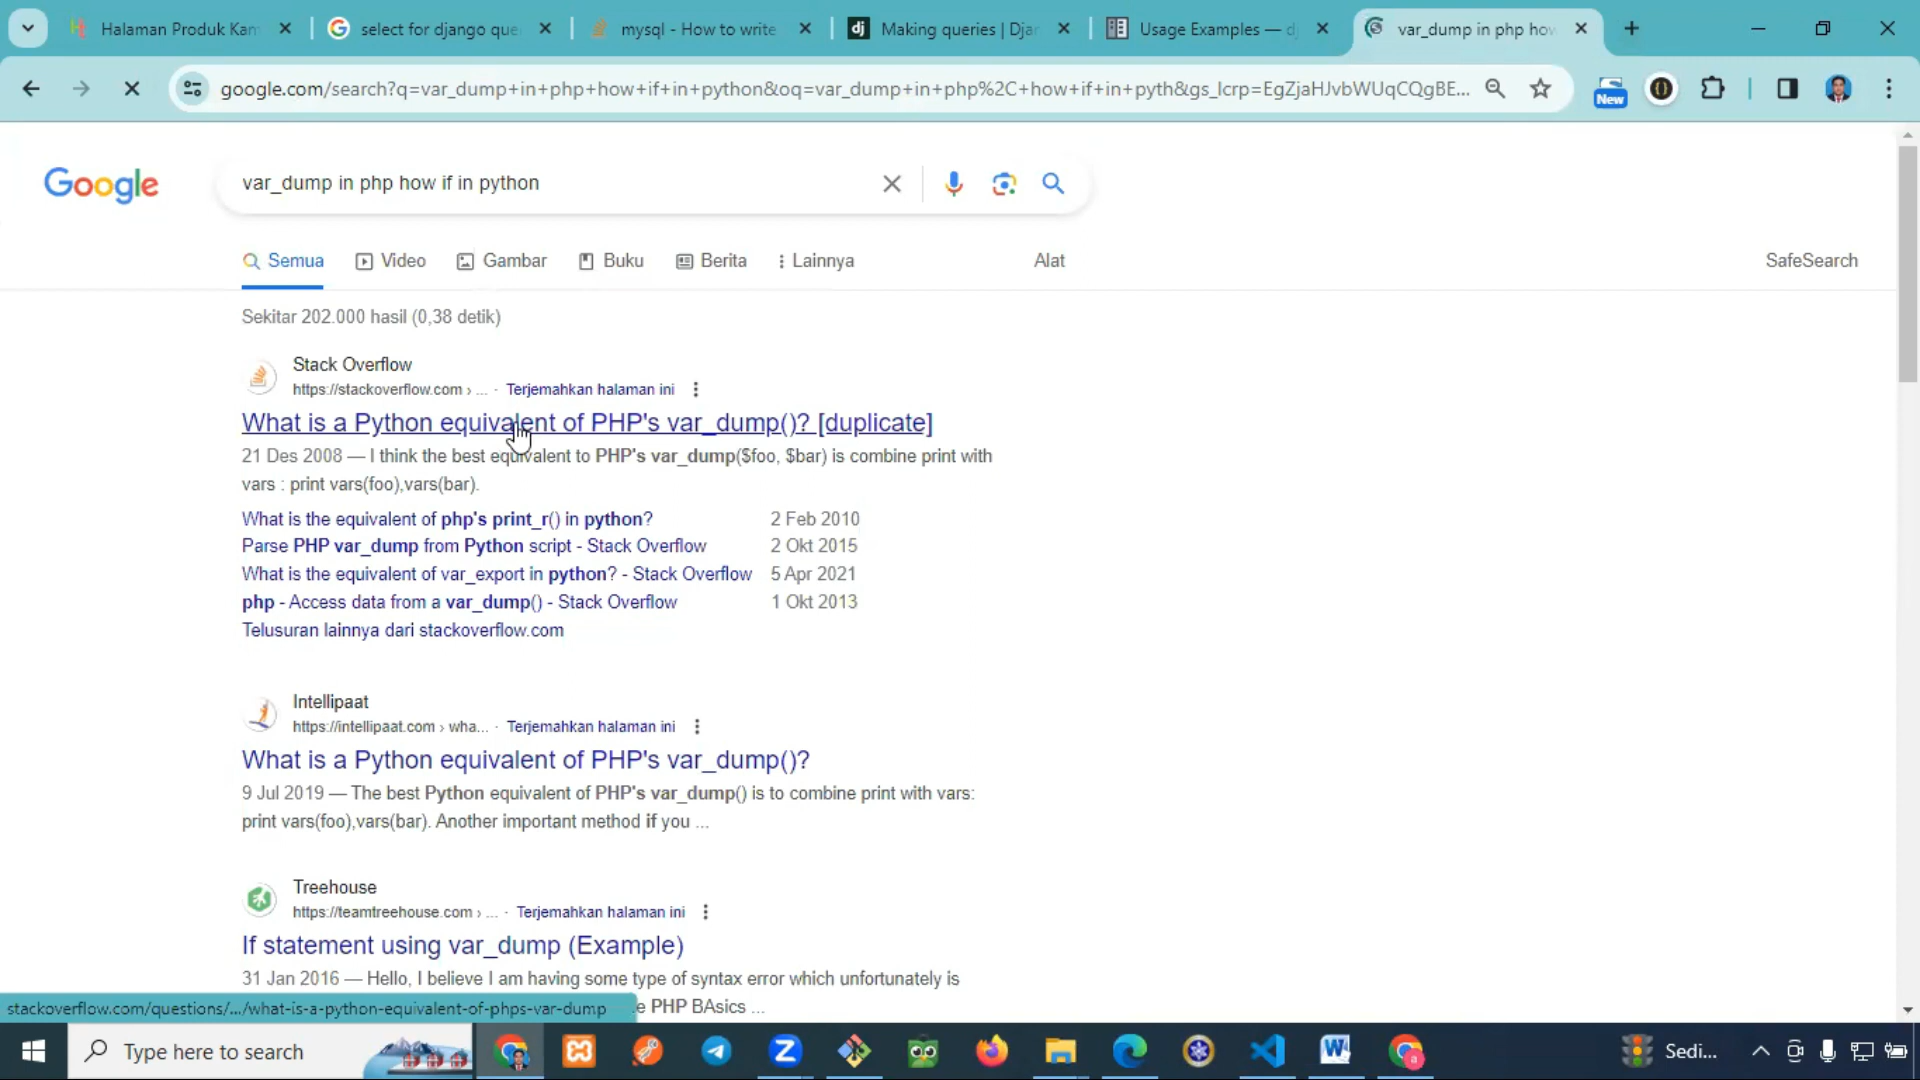 Halaman Produk Kam
select for django que
mysql - How to write
Making queries | Djan
Usage Examples — d
var_dump in php how
google.com/search?q=var_dump+in+php+how+if+in+python&oq=var_dump+in+php%2C+how+if+in+pyth&gs_lcrp=EgZjaHJvbWUqCQgBE...
New
Google
var_dump in php how if in python
Semua
Video
Gambar
Buku
Berita
Lainnya
Alat
SafeSearch
Sekitar 202.000 hasil (0,38 detik)
Stack Overflow
https://stackoverflow.com › ... · Terjemahkan halaman ini
What is a Python equivalent of PHP's var_dump()? [duplicate]
21 Des 2008 — I think the best equivalent to PHP's var_dump($foo, $bar) is combine print with
vars : print vars(foo),vars(bar).
What is the equivalent of php's print_r() in python? 2 Feb 2010
Parse PHP var_dump from Python script - Stack Overflow 2 Okt 2015
What is the equivalent of var_export in python? - Stack Overflow 5 Apr 2021
php - Access data from a var_dump() - Stack Overflow 1 Okt 2013
Telusuran lainnya dari stackoverflow.com
Intellipaat
https://intellipaat.com › wha... · Terjemahkan halaman ini
What is a Python equivalent of PHP's var_dump()?
9 Jul 2019 — The best Python equivalent of PHP's var_dump() is to combine print with vars:
print vars(foo),vars(bar). Another important method if you ...
Treehouse
https://teamtreehouse.com › ... · Terjemahkan halaman ini
If statement using var_dump (Example)
31 Jan 2016 — Hello, I believe I am having some type of syntax error which unfortunately is
e PHP BAsics ...
stackoverflow.com/questions/.../what-is-a-python-equivalent-of-phps-var-dump
Type here to search
Sedi...